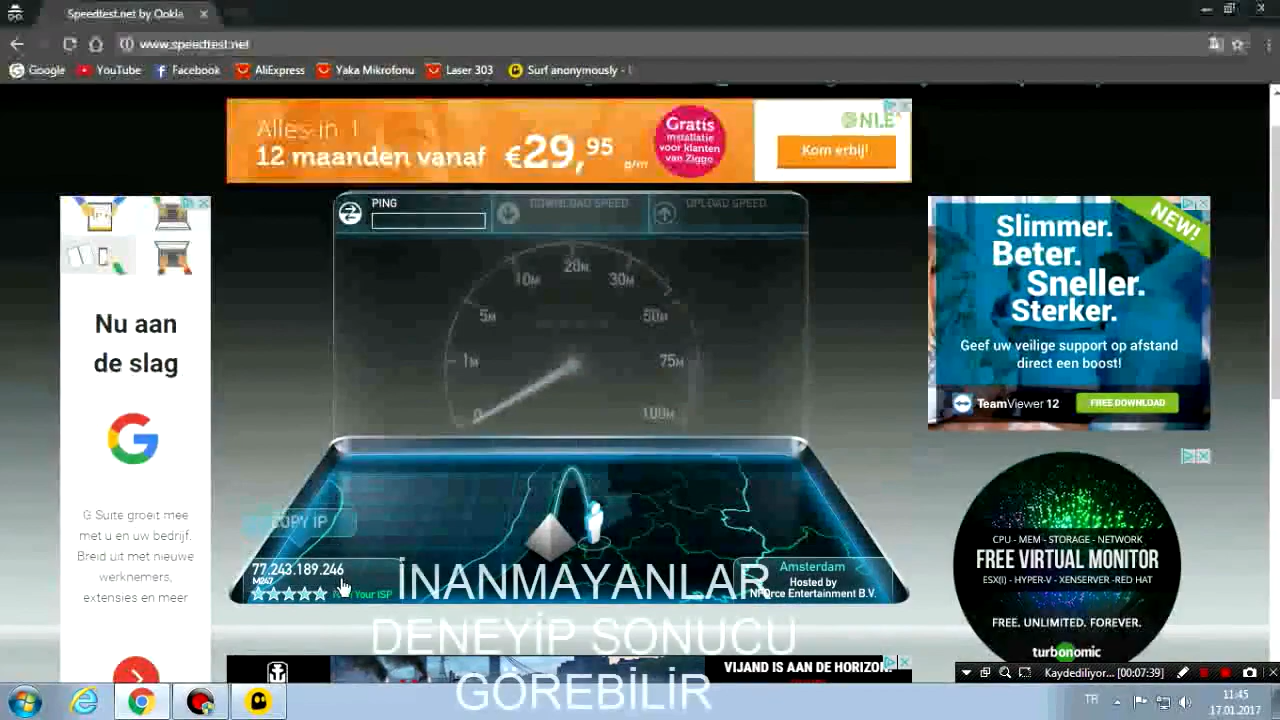 Speedtest.net by Ookla
www.speedtest.net
Google
YouTube
Facebook
AliExpress
Yaka Mikrofonu
Laser 303
Surf anonymously -
Alles in 1
12 maanden vanaf €29,95 p/m
Gratis
installatie
voor klanten
van Ziggo
NLE
Kom erbij!
PING
DOWNLOAD SPEED
UPLOAD SPEED
0
1M
5M
10M
20M
30M
50M
75M
100M
Nu aan
de slag
G Suite groeit mee
met u en uw bedrijf.
Breid uit met nieuwe
werknemers,
extensies en meer
NEW!
Slimmer.
Beter.
Sneller.
Sterker.
Geef uw veilige support op afstand
direct een boost!
TeamViewer 12
FREE DOWNLOAD
CPU - MEM - STORAGE - NETWORK
FREE VIRTUAL MONITOR
ESX(I) - HYPER-V - XENSERVER -RED HAT
FREE. UNLIMITED. FOREVER.
turbonomic
COPY IP
77.243.189.246
M247
Your ISP
Amsterdam
Hosted by
NForce Entertainment B.V.
İNANMAYANLAR
DENEYİP SONUCU
GÖREBİLİR
VIJAND IS AAN DE HORIZON!
Kaydediliyor... [00:07:39]
TR
11:45
17.01.2017